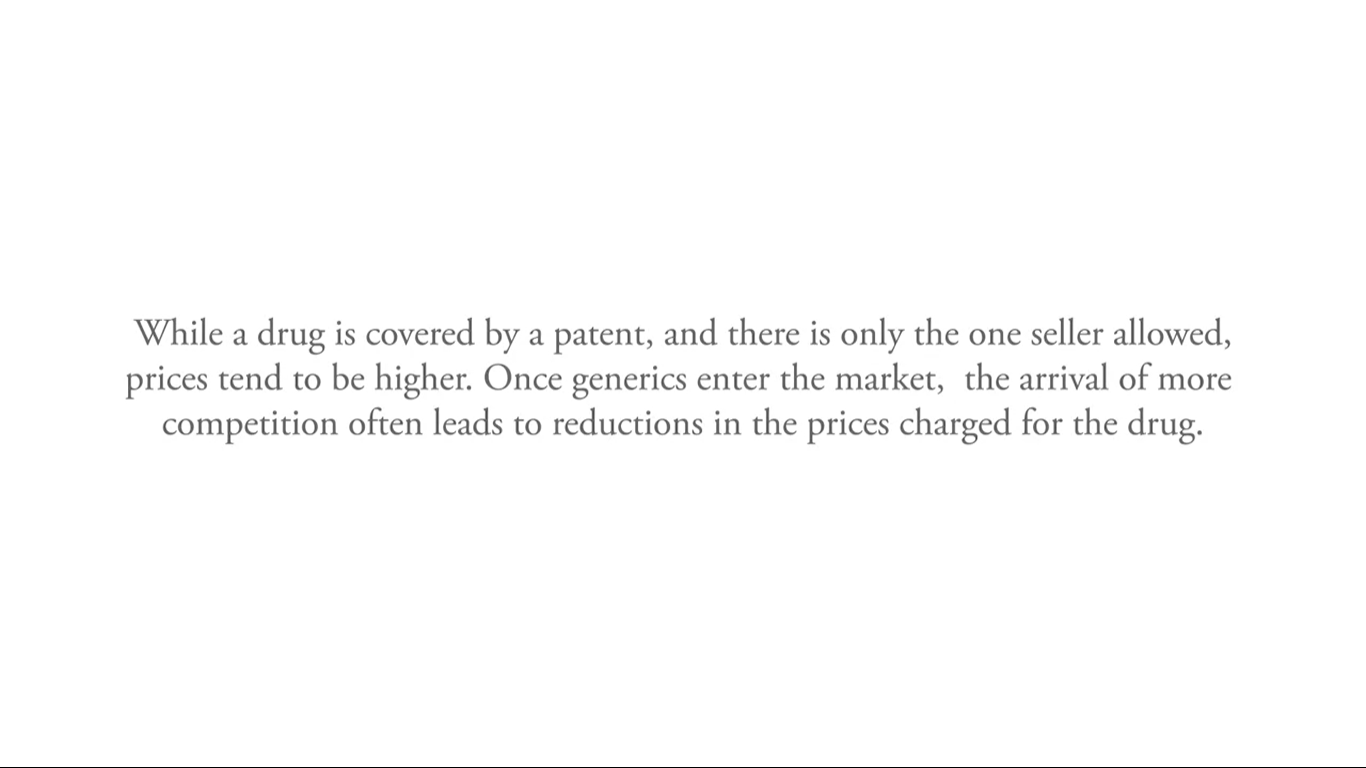 While a drug is covered by a patent, and there is only the one seller allowed,
prices tend to be higher. Once generics enter the market,  the arrival of more
competition often leads to reductions in the prices charged for the drug.